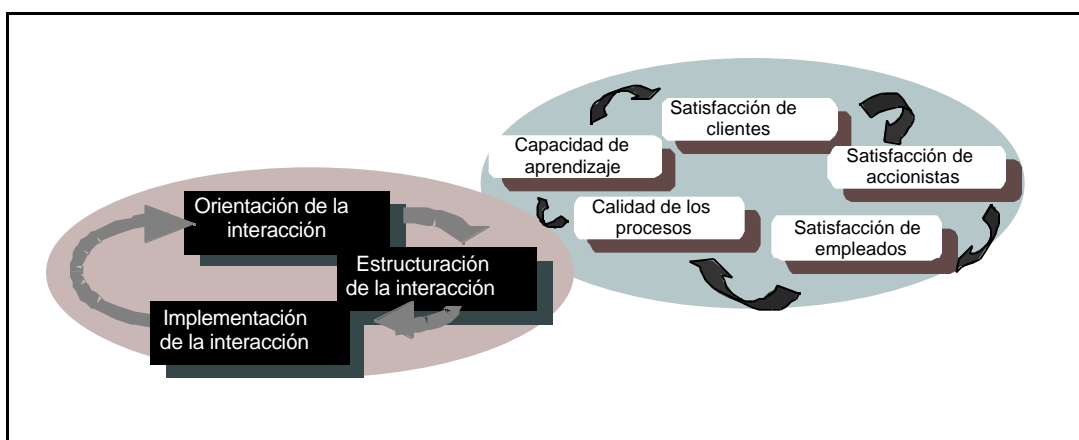 Orientación de la
interacción
Estructuración
de la interacción
Implementación
de la interacción
Satisfacción de
clientes
Capacidad de
aprendizaje
Satisfacción de
accionistas
Calidad de los
procesos
Satisfacción de
empleados